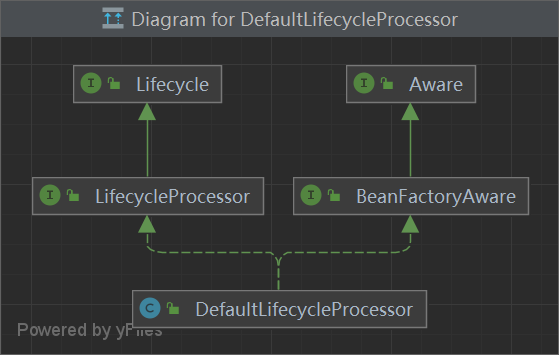 Diagram for DefaultLifecycleProcessor
I Lifecycle
I Aware
I LifecycleProcessor
I BeanFactoryAware
C DefaultLifecycleProcessor
Powered by yFiles